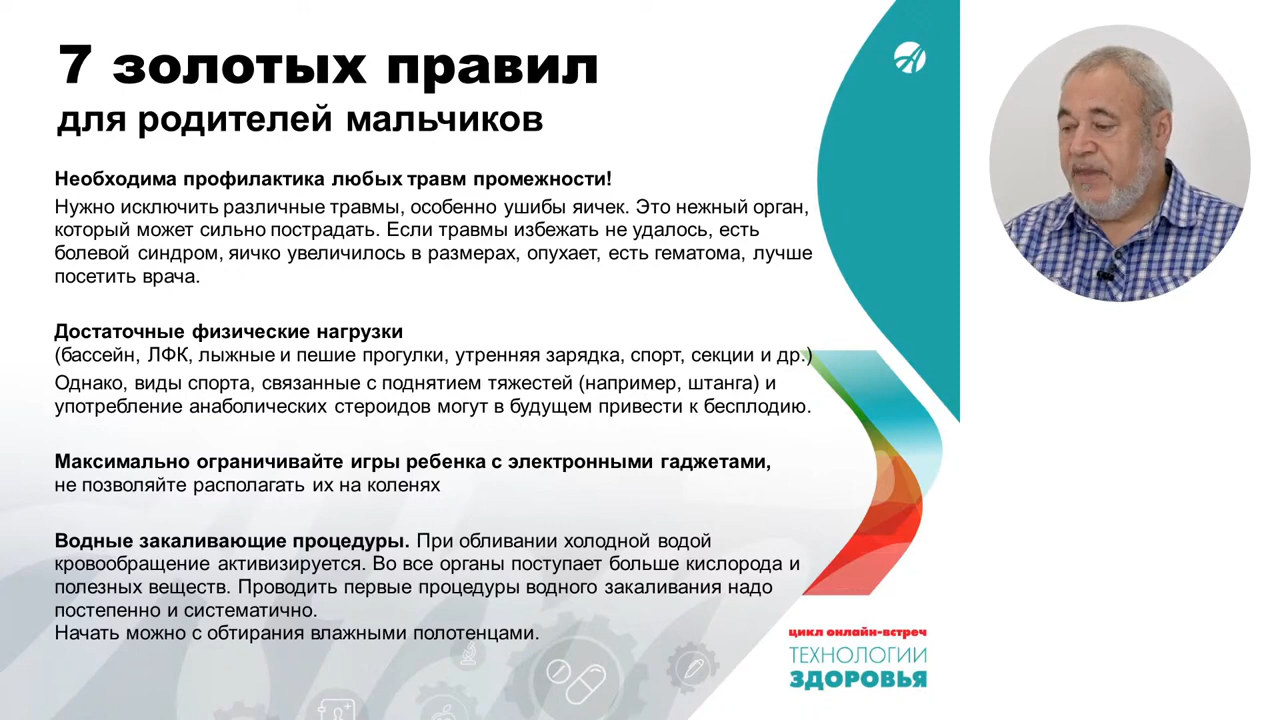 7 золотых правил
для родителей мальчиков
Необходима профилактика любых травм промежности!
Нужно исключить различные травмы, особенно ушибы яичек. Это нежный орган,
который может сильно пострадать. Если травмы избежать не удалось, есть
болевой синдром, яичко увеличилось в размерах, опухает, есть гематома, лучше
посетить врача.
Достаточные физические нагрузки
(бассейн, ЛФК, лыжные и пешие прогулки, утренняя зарядка, спорт, секции и др.)
Однако, виды спорта, связанные с поднятием тяжестей (например, штанга) и
употребление анаболических стероидов могут в будущем привести к бесплодию.
Максимально ограничивайте игры ребенка с электронными гаджетами,
не позволяйте располагать их на коленях
Водные закаливающие процедуры. При обливании холодной водой
кровообращение активизируется. Во все органы поступает больше кислорода и
полезных веществ. Проводить первые процедуры водного закаливания надо
постепенно и систематично.
Начать можно с обтирания влажными полотенцами.
цикл онлайн-встреч
ТЕХНОЛОГИИ
ЗДОРОВЬЯ